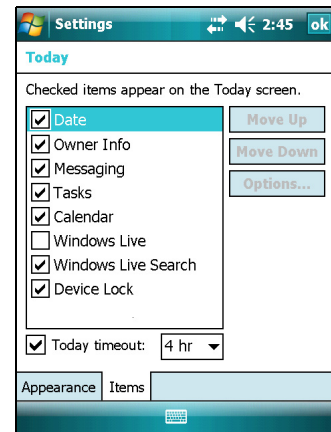 Settings 2:45 ok
Today
Checked items appear on the Today screen.
Date
Owner Info
Messaging
Tasks
Calendar
Windows Live
Windows Live Search
Device Lock
Move Up
Move Down
Options...
Today timeout: 4 hr
Appearance Items